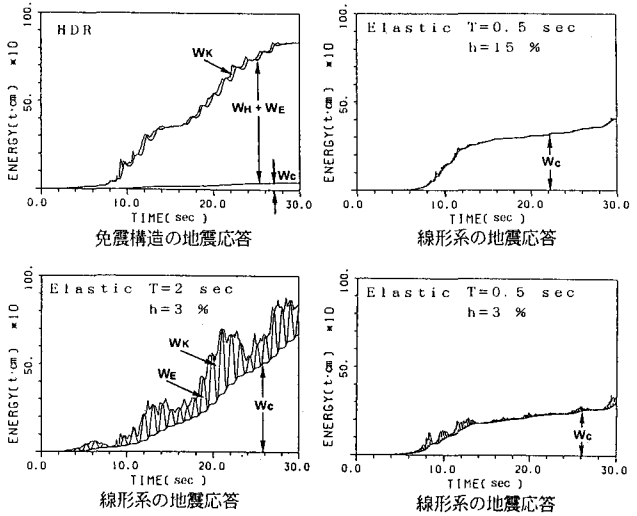 HDR
WK
WH + WE
WC
ENERGY(t·cm) *10
100.
50.
0.
0.0 10.0 20.0 30.0
TIME(sec)
免震構造の地震応答
Elastic T=0.5 sec
h=15 %
WC
ENERGY(t·cm) *10
100.
50.
0.
0.0 10.0 20.0 30.0
TIME(sec)
線形系の地震応答
Elastic T=2 sec
h=3 %
WK
WE
WC
ENERGY(t·cm) *10
100.
50.
0.
0.0 10.0 20.0 30.0
TIME(sec)
線形系の地震応答
Elastic T=0.5 sec
h=3 %
WC
ENERGY(t·cm) *10
100.
50.
0.
0.0 10.0 20.0 30.0
TIME(sec)
線形系の地震応答